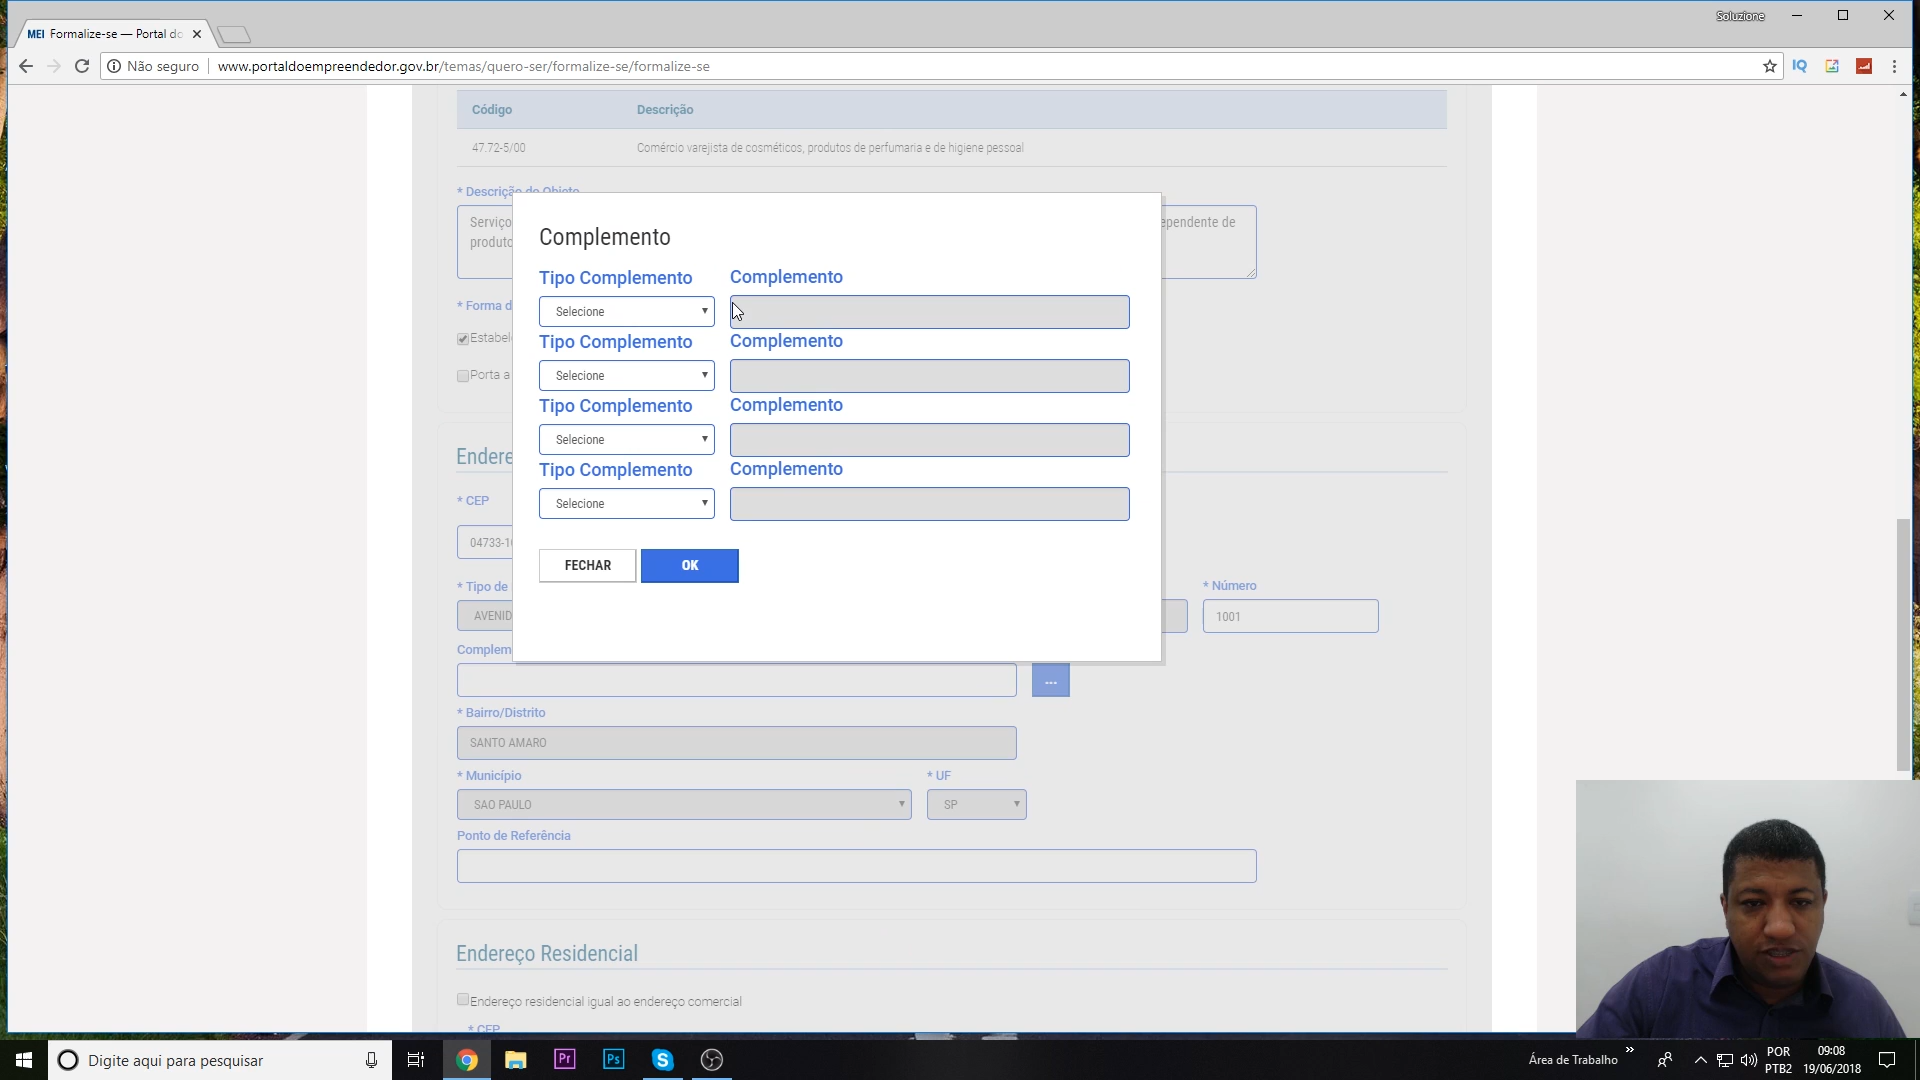 Soluzione
MEI Formalize-se — Portal do
Não seguro
www.portaldoempreendedor.gov.br/temas/quero-ser/formalize-se/formalize-se
IQ
Código Descrição
47.72-5/00 Comércio varejista de cosméticos, produtos de perfumaria e de higiene pessoal
* Descrição do Objeto
Serviço ependente de
produto
* Forma d
Estabele
Porta a
Complemento
Tipo Complemento Complemento
Selecione
Tipo Complemento Complemento
Selecione
Tipo Complemento Complemento
Selecione
Tipo Complemento Complemento
Selecione
FECHAR OK
Endere
* CEP
04733-1
* Tipo de * Número
AVENID 1001
Complem
...
* Bairro/Distrito
SANTO AMARO
* Município * UF
SAO PAULO SP
Ponto de Referência
Endereço Residencial
Endereço residencial igual ao endereço comercial
* CEP
Digite aqui para pesquisar
Pr
Ps
S
Área de Trabalho
POR
PTB2
09:08
19/06/2018